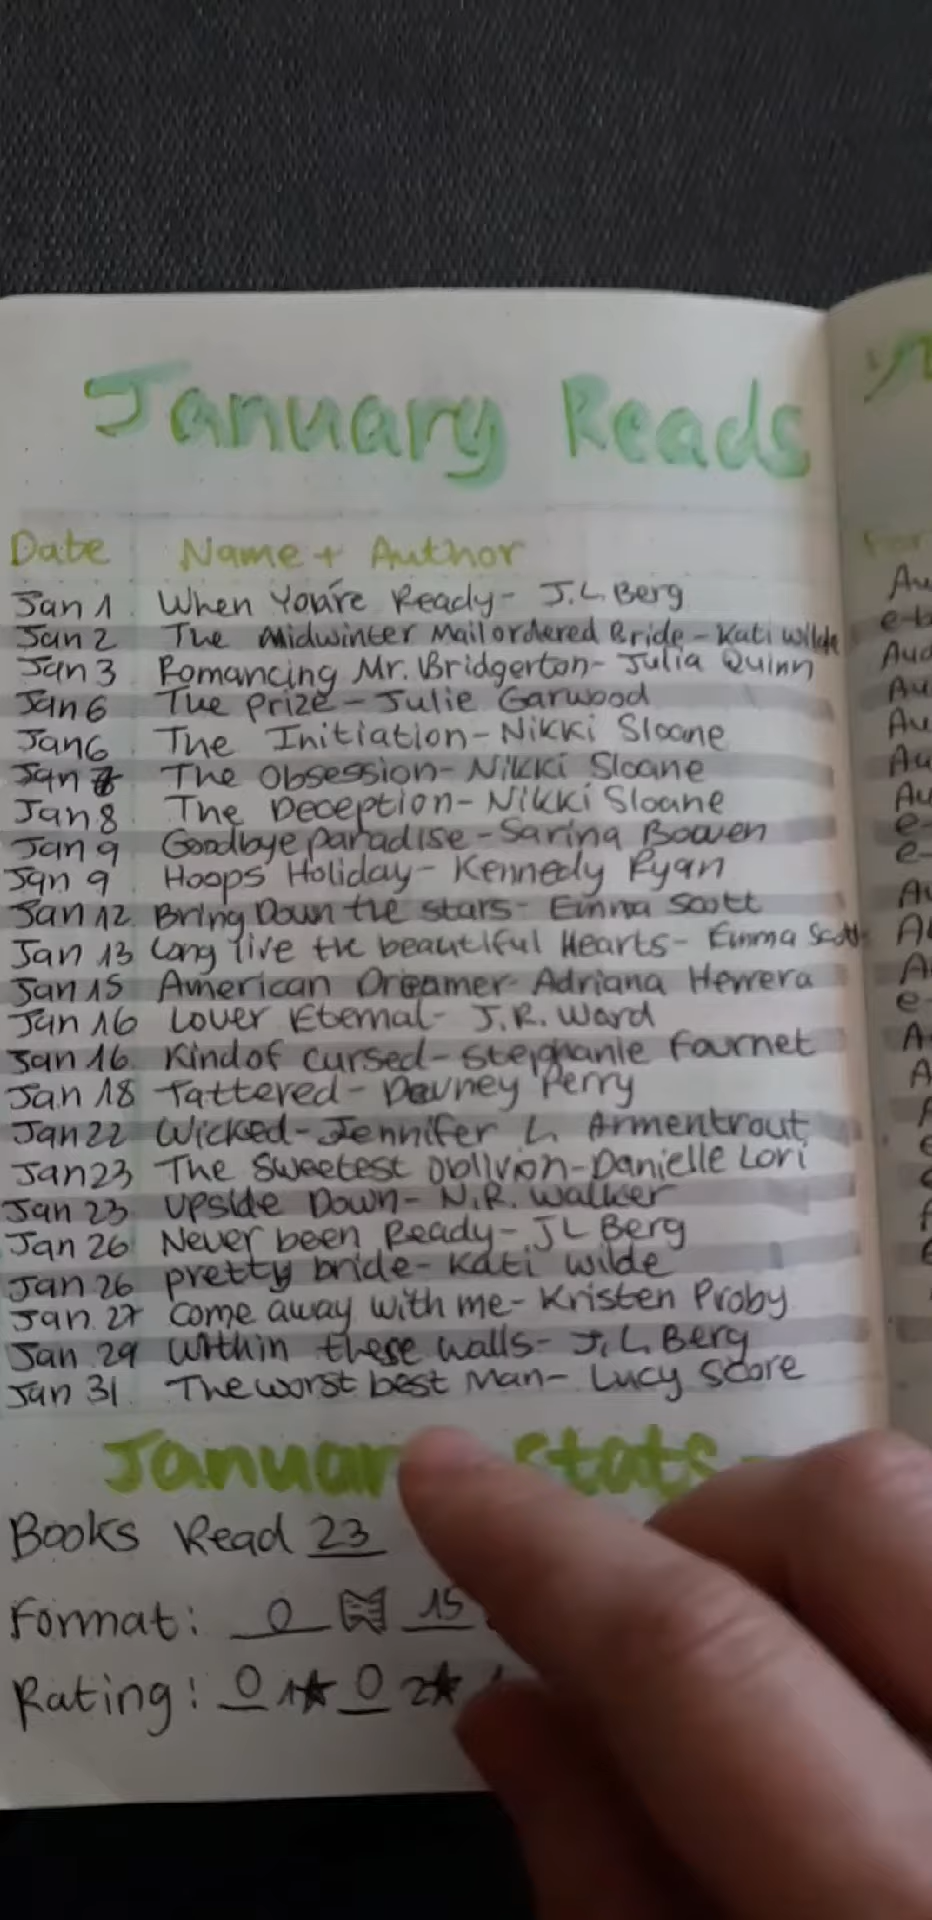 January Reads
Date Name + Author
Jan 1 When You're Ready- J.L Berg
Jan 2 The Midwinter Mail ordered Bride - Kati Wilde
Jan 3 Romancing Mr. Bridgerton- Julia Quinn
Jan 6 The prize - Julie Garwood
Jan 6 The Initiation - Nikki Sloane
Jan 7 The Obsession- Nikki Sloane
Jan 8 The Deception- Nikki Sloane
Jan 9 Goodbye paradise - Sarina Bowen
Jan 9 Hoops Holiday- Kennedy Ryan
Jan 12 Bring Down the stars- Emma Scott
Jan 13 Long live the beautiful Hearts- Emma Scott
Jan 15 American Dreamer- Adriana Herrera
Jan 16 Lover Eternal- J.R. Ward
Jan 16 Kind of Cursed- Stephanie Fournet
Jan 18 Tattered- Devney Perry
Jan 22 Wicked- Jennifer L Armentrout
Jan 23 The Sweetest Oblivion- Danielle Lori
Jan 23 Upside Down- N.R. Walker
Jan 26 Never been Ready- JL Berg
Jan 26 pretty bride- Kati wilde
Jan 27 Come away with me- Kristen Proby
Jan 29 Within these walls- J.L Berg
Jan 31 The worst best Man- Lucy Score
January stats
Books Read 23
Format: 0 15
Rating: 0 1★ 0 2★